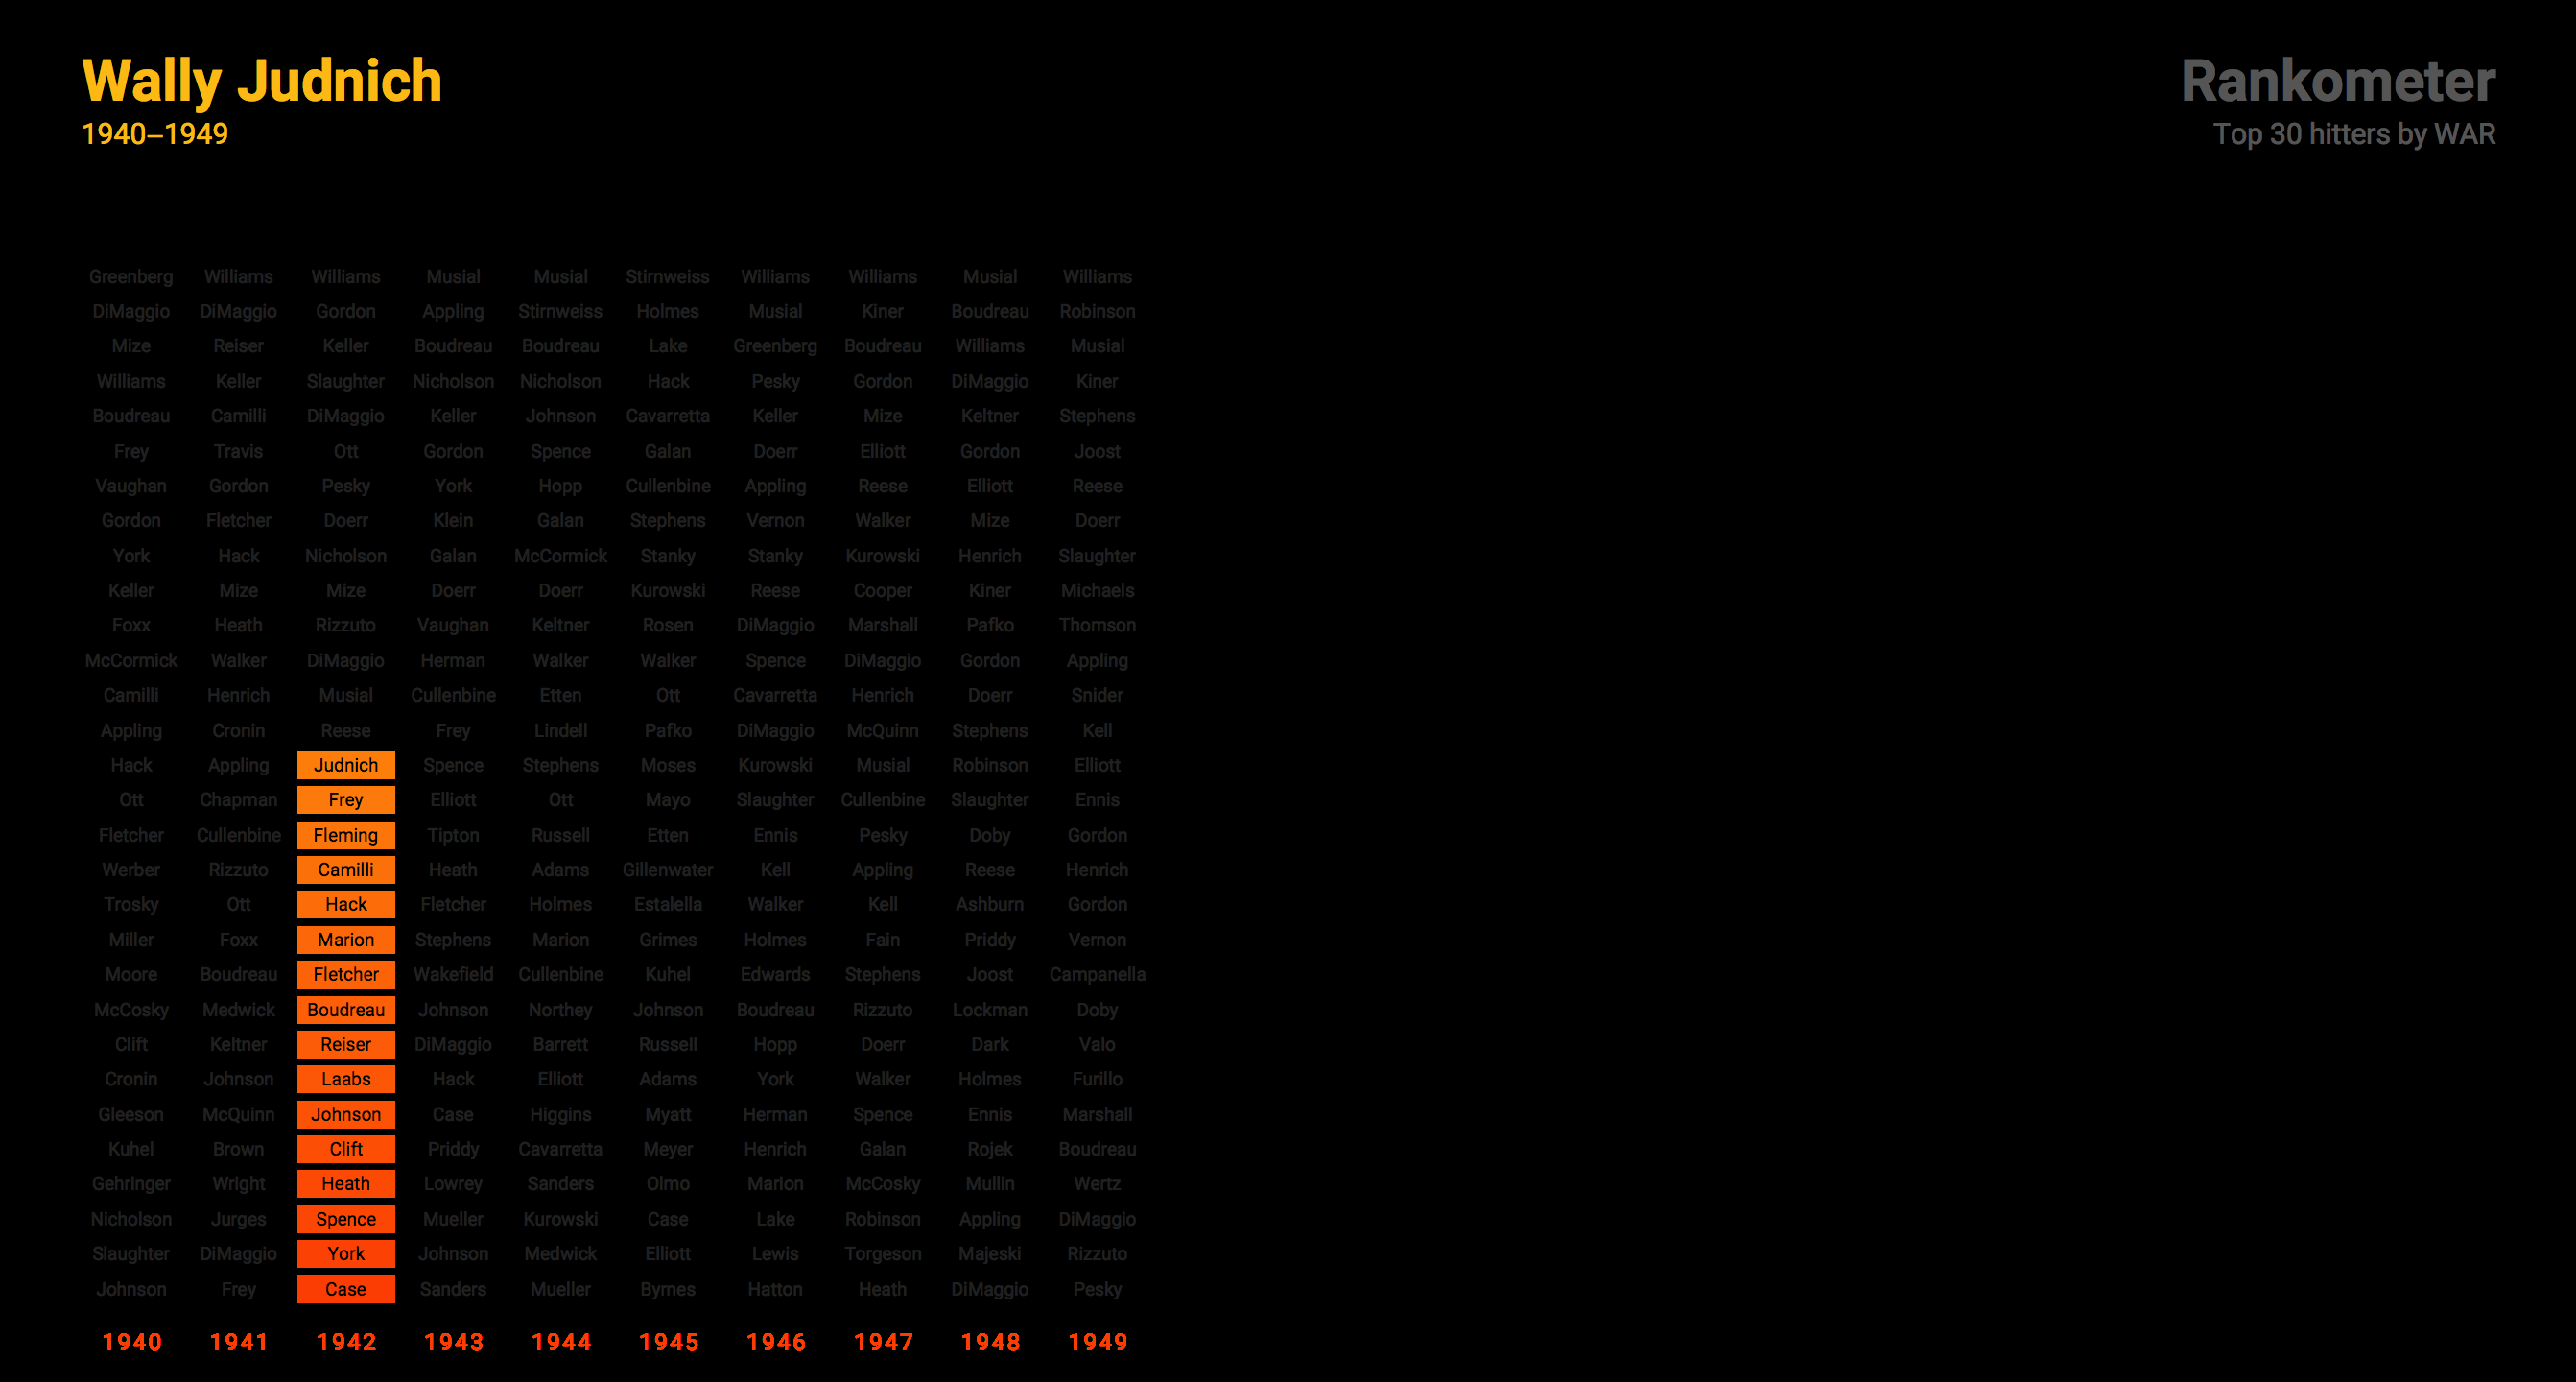 Wally Judnich
1940–1949
Rankometer
Top 30 hitters by WAR
Greenberg Williams Williams Musial Musial Stirnweiss Williams Williams Musial Williams
DiMaggio DiMaggio Gordon Appling Stirnweiss Holmes Musial Kiner Boudreau Robinson
Mize Reiser Keller Boudreau Boudreau Lake Greenberg Boudreau Williams Musial
Williams Keller Slaughter Nicholson Nicholson Hack Pesky Gordon DiMaggio Kiner
Boudreau Camilli DiMaggio Keller Johnson Cavarretta Keller Mize Keltner Stephens
Frey Travis Ott Gordon Spence Galan Doerr Elliott Gordon Joost
Vaughan Gordon Pesky York Hopp Cullenbine Appling Reese Elliott Reese
Gordon Fletcher Doerr Klein Galan Stephens Vernon Walker Mize Doerr
York Hack Nicholson Galan McCormick Stanky Stanky Kurowski Henrich Slaughter
Keller Mize Mize Doerr Doerr Kurowski Reese Cooper Kiner Michaels
Foxx Heath Rizzuto Vaughan Keltner Rosen DiMaggio Marshall Pafko Thomson
McCormick Walker DiMaggio Herman Walker Walker Spence DiMaggio Gordon Appling
Camilli Henrich Musial Cullenbine Etten Ott Cavarretta Henrich Doerr Snider
Appling Cronin Reese Frey Lindell Pafko DiMaggio McQuinn Stephens Kell
Hack Appling Judnich Spence Stephens Moses Kurowski Musial Robinson Elliott
Ott Chapman Frey Elliott Ott Mayo Slaughter Cullenbine Slaughter Ennis
Fletcher Cullenbine Fleming Tipton Russell Etten Ennis Pesky Doby Gordon
Werber Rizzuto Camilli Heath Adams Gillenwater Kell Appling Reese Henrich
Trosky Ott Hack Fletcher Holmes Estalella Walker Kell Ashburn Gordon
Miller Foxx Marion Stephens Marion Grimes Holmes Fain Priddy Vernon
Moore Boudreau Fletcher Wakefield Cullenbine Kuhel Edwards Stephens Joost Campanella
McCosky Medwick Boudreau Johnson Northey Johnson Boudreau Rizzuto Lockman Doby
Clift Keltner Reiser DiMaggio Barrett Russell Hopp Doerr Dark Valo
Cronin Johnson Laabs Hack Elliott Adams York Walker Holmes Furillo
Gleeson McQuinn Johnson Case Higgins Myatt Herman Spence Ennis Marshall
Kuhel Brown Clift Priddy Cavarretta Meyer Henrich Galan Rojek Boudreau
Gehringer Wright Heath Lowrey Sanders Olmo Marion McCosky Mullin Wertz
Nicholson Jurges Spence Mueller Kurowski Case Lake Robinson Appling DiMaggio
Slaughter DiMaggio York Johnson Medwick Elliott Lewis Torgeson Majeski Rizzuto
Johnson Frey Case Sanders Mueller Byrnes Hatton Heath DiMaggio Pesky
1940 1941 1942 1943 1944 1945 1946 1947 1948 1949